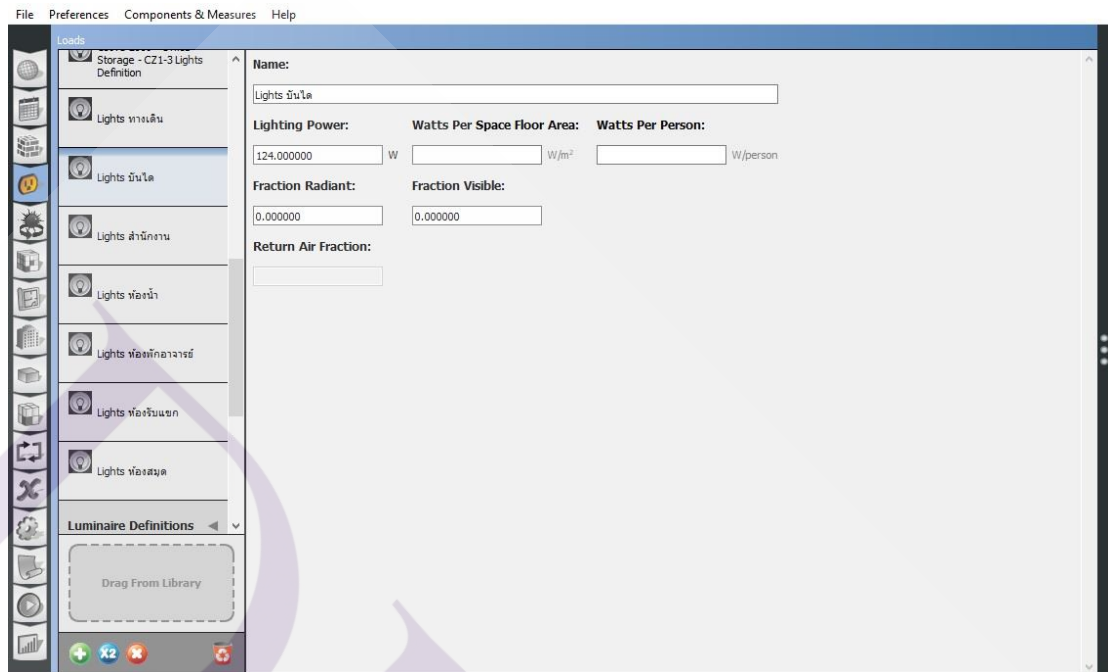 File Preferences Components & Measures Help
Loads
Storage - CZ1-3 Lights
Definition
Lights ทางเดิน
Lights บันได
Lights สำนักงาน
Lights ห้องน้ำ
Lights ห้องพักอาจารย์
Lights ห้องรับแขก
Lights ห้องสมุด
Luminaire Definitions
Drag From Library
x2
Name:
Lights บันได
Lighting Power: Watts Per Space Floor Area: Watts Per Person:
124.000000 W W/m² W/person
Fraction Radiant: Fraction Visible:
0.000000 0.000000
Return Air Fraction: